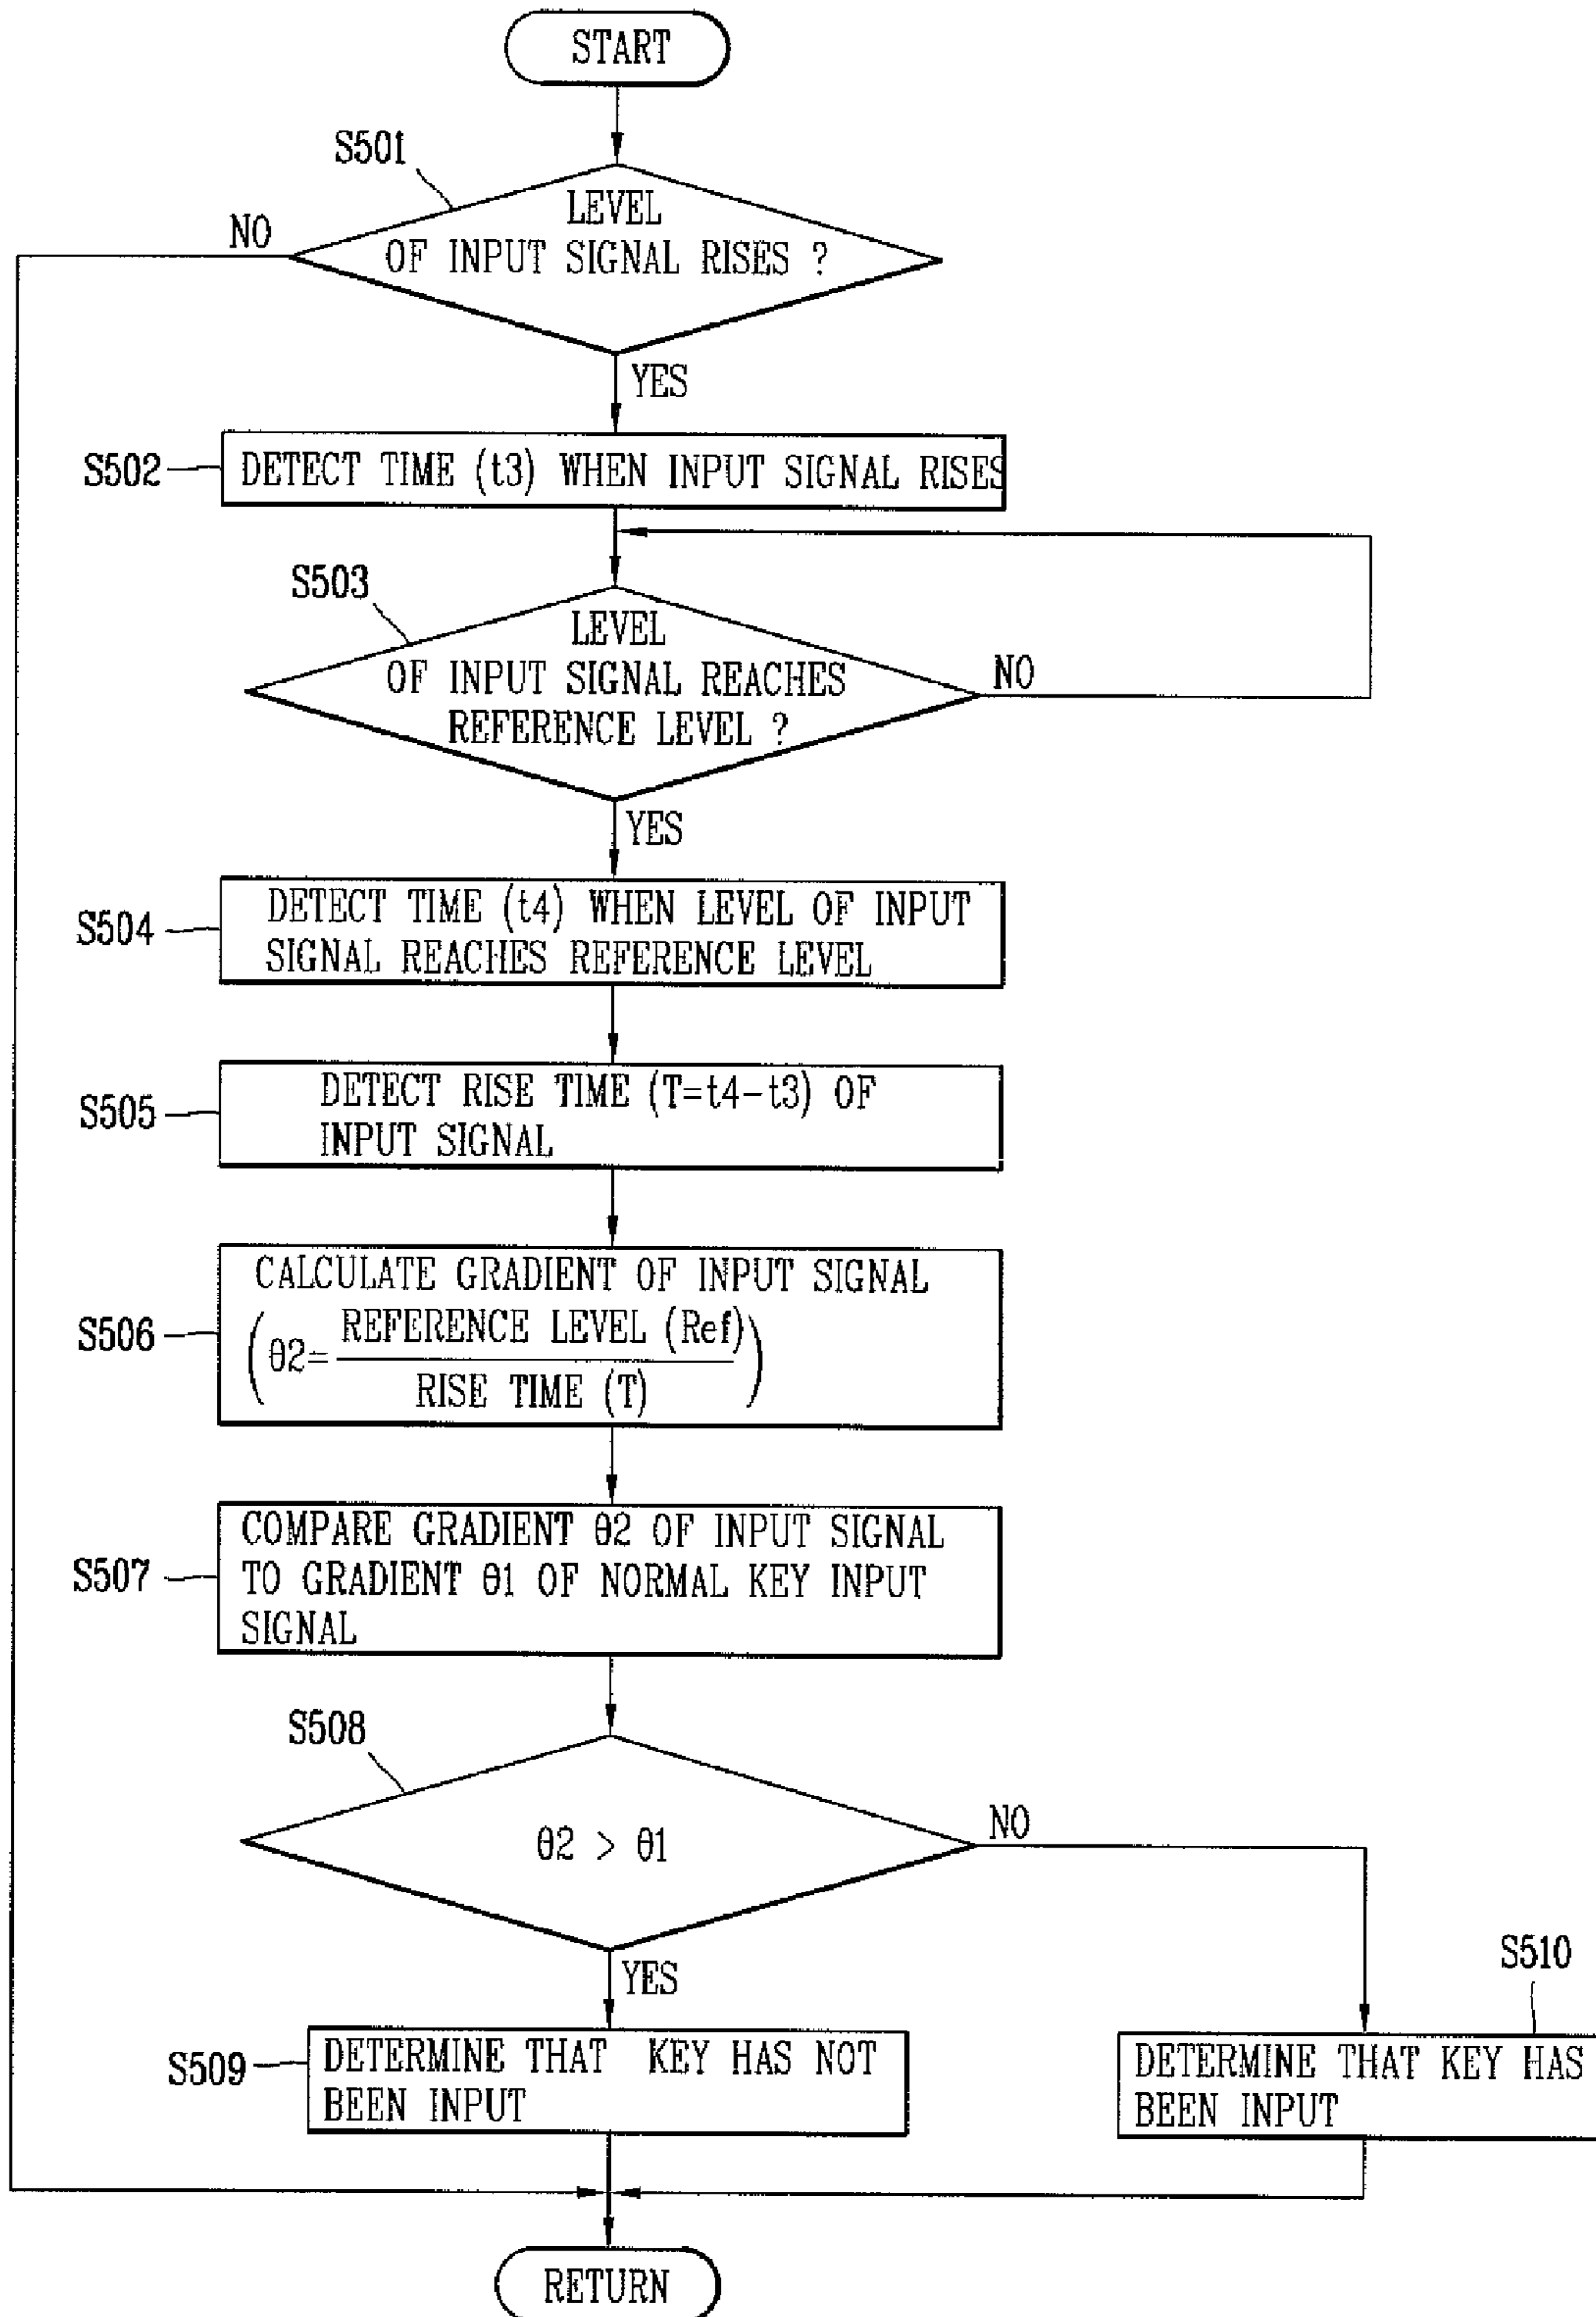 START
S501
LEVEL
OF INPUT SIGNAL RISES ?
NO
YES
S502
DETECT TIME (t3) WHEN INPUT SIGNAL RISES
S503
LEVEL
OF INPUT SIGNAL REACHES
REFERENCE LEVEL ?
NO
YES
S504
DETECT TIME (t4) WHEN LEVEL OF INPUT
SIGNAL REACHES REFERENCE LEVEL
S505
DETECT RISE TIME (T=t4-t3) OF
INPUT SIGNAL
S506
CALCULATE GRADIENT OF INPUT SIGNAL
(θ2= REFERENCE LEVEL (Ref)
RISE TIME (T) )
S507
COMPARE GRADIENT θ2 OF INPUT SIGNAL
TO GRADIENT θ1 OF NORMAL KEY INPUT
SIGNAL
S508
θ2 > θ1
NO
YES
S509
DETERMINE THAT KEY HAS NOT
BEEN INPUT
S510
DETERMINE THAT KEY HAS
BEEN INPUT
RETURN